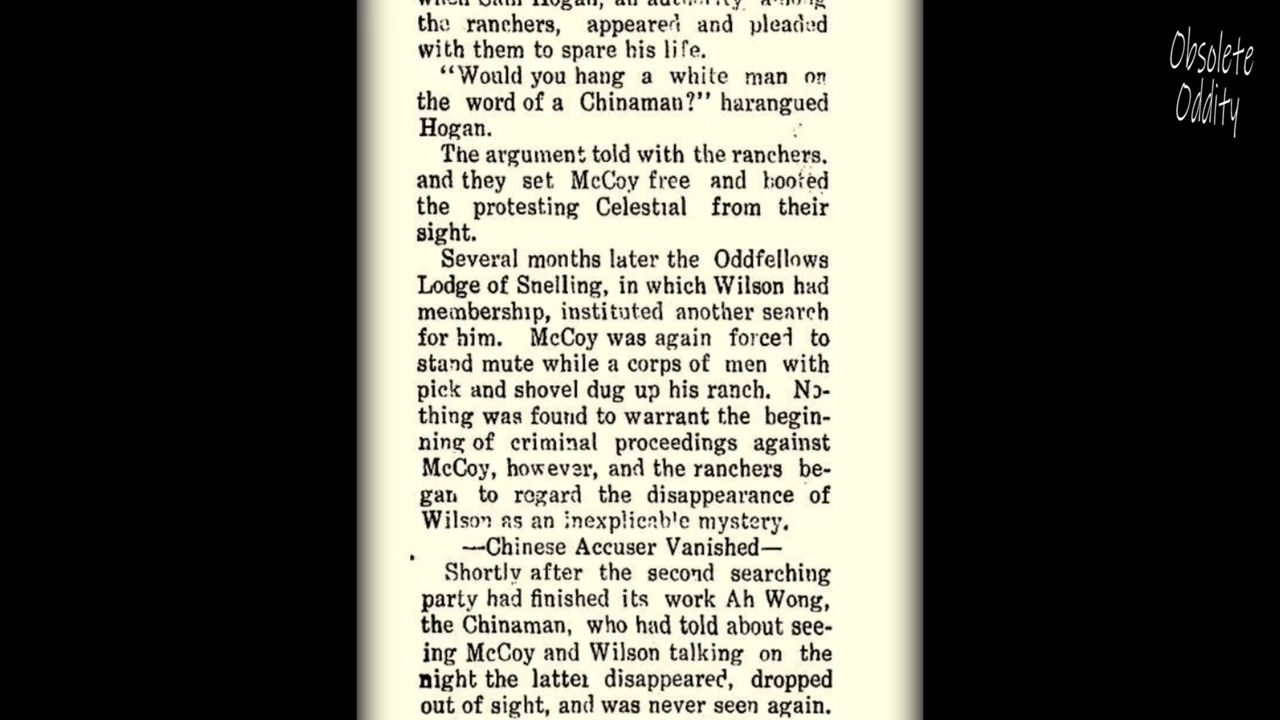 the ranchers, appeared and pleaded
with them to spare his life.
"Would you hang a white man on
the word of a Chinaman?" harangued
Hogan.
The argument told with the ranchers,
and they set McCoy free and hooted
the protesting Celestial from their
sight.
Several months later the Oddfellows
Lodge of Snelling, in which Wilson had
membership, instituted another search
for him. McCoy was again forced to
stand mute while a corps of men with
pick and shovel dug up his ranch. No-
thing was found to warrant the begin-
ning of criminal proceedings against
McCoy, however, and the ranchers be-
gan to regard the disappearance of
Wilson as an inexplicable mystery.
—Chinese Accuser Vanished—
Shortly after the second searching
party had finished its work Ah Wong,
the Chinaman, who had told about see-
ing McCoy and Wilson talking on the
night the latter disappeared, dropped
out of sight, and was never seen again.
Obsolete
Oddity